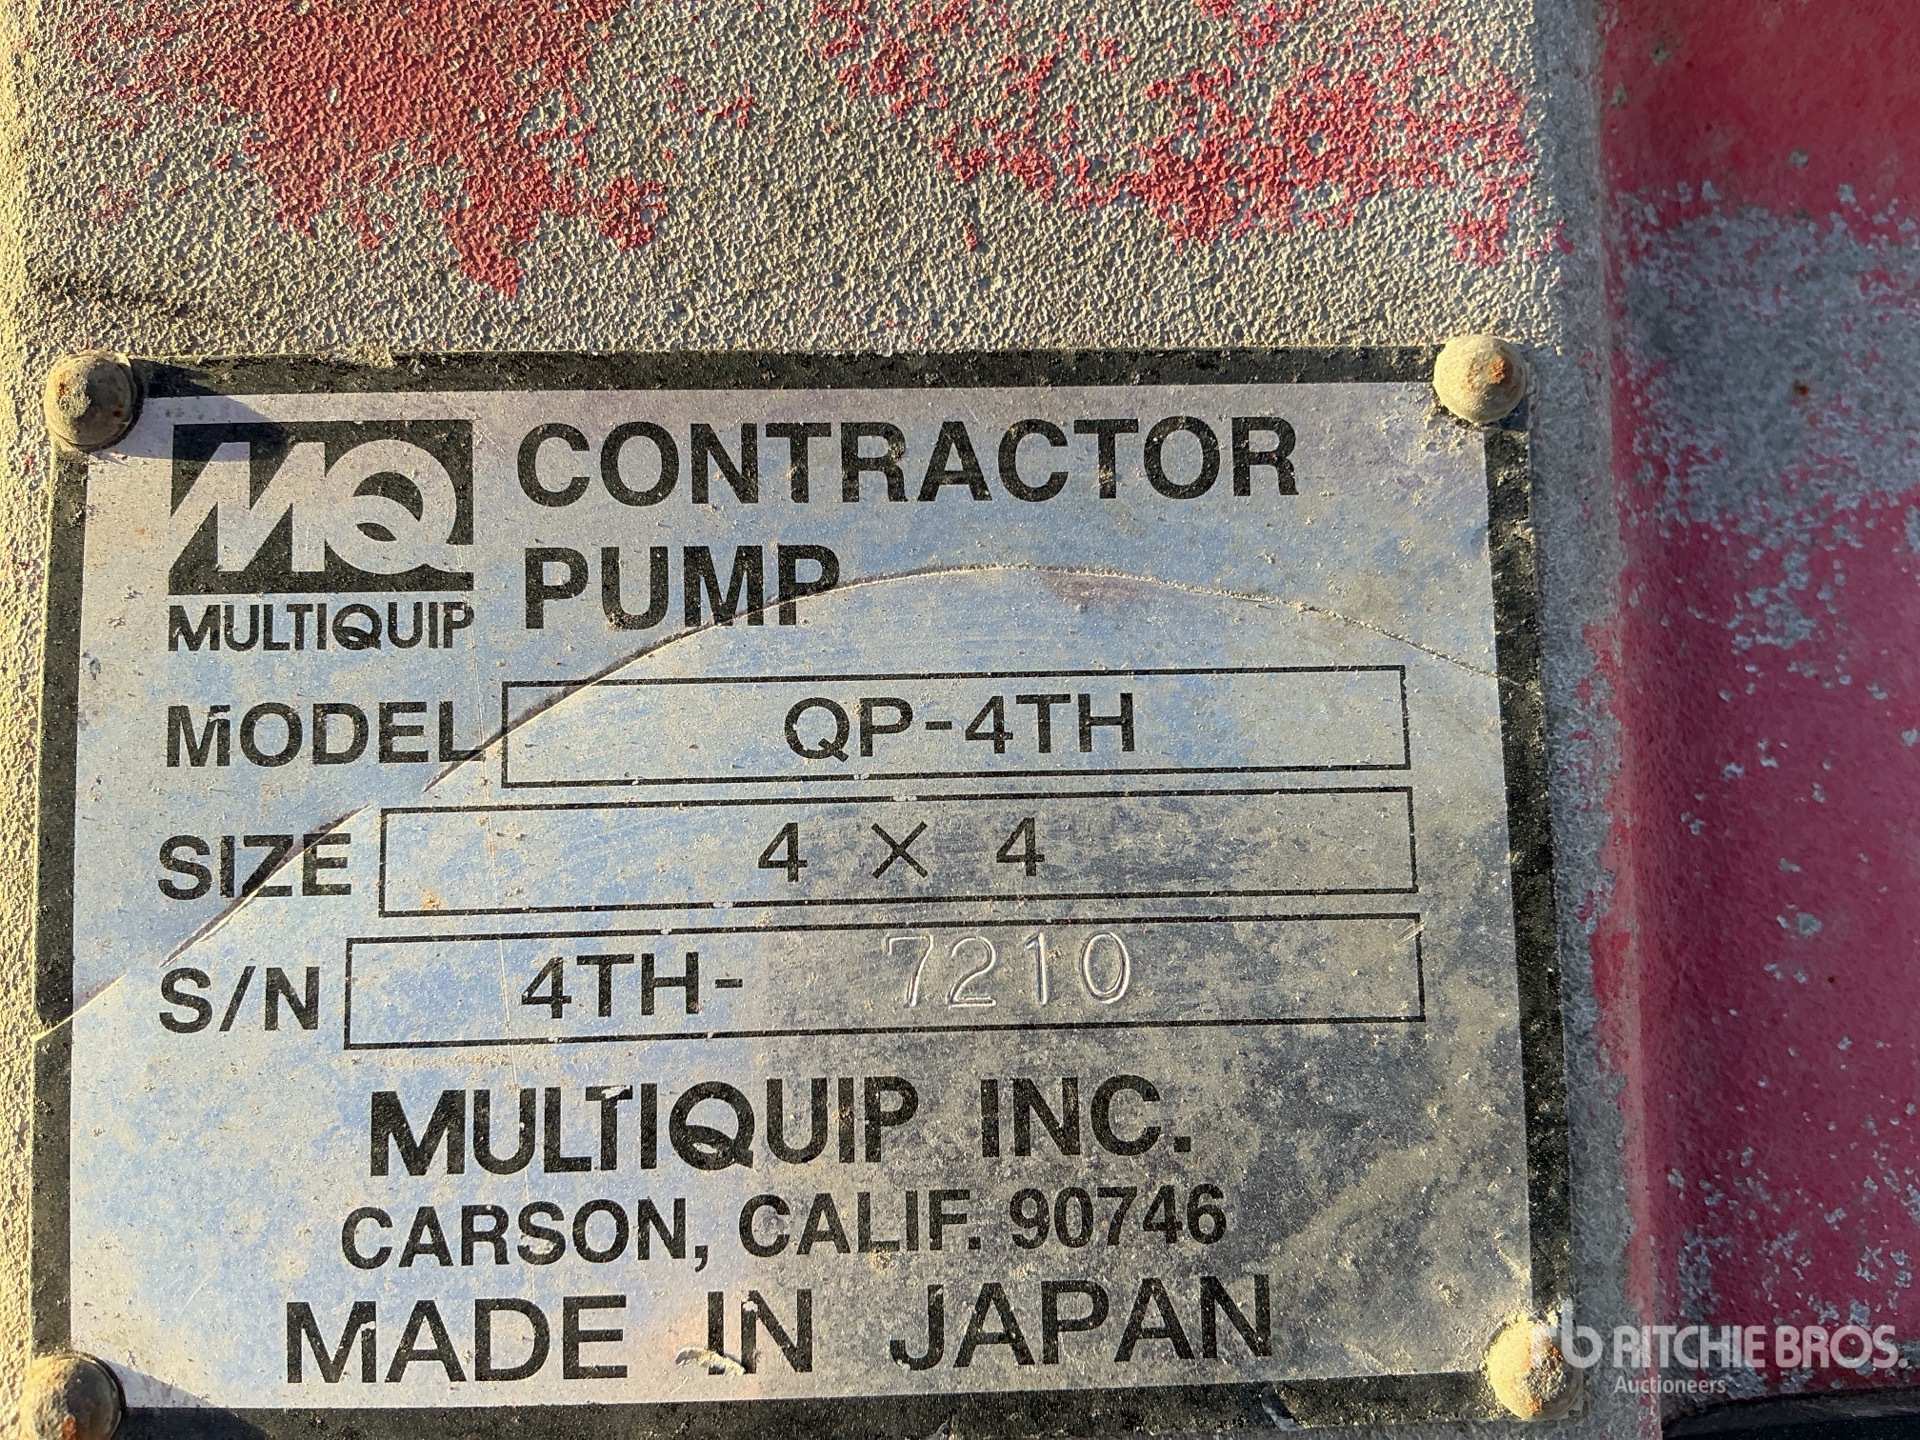 MQ CONTRACTOR
MULTIQUIP PUMP
MODEL QP-4TH
SIZE 4 × 4
S/N 4TH- 7210
MULTIQUIP INC.
CARSON, CALIF. 90746
MADE IN JAPAN
rb RITCHIE BROS.
Auctioneers